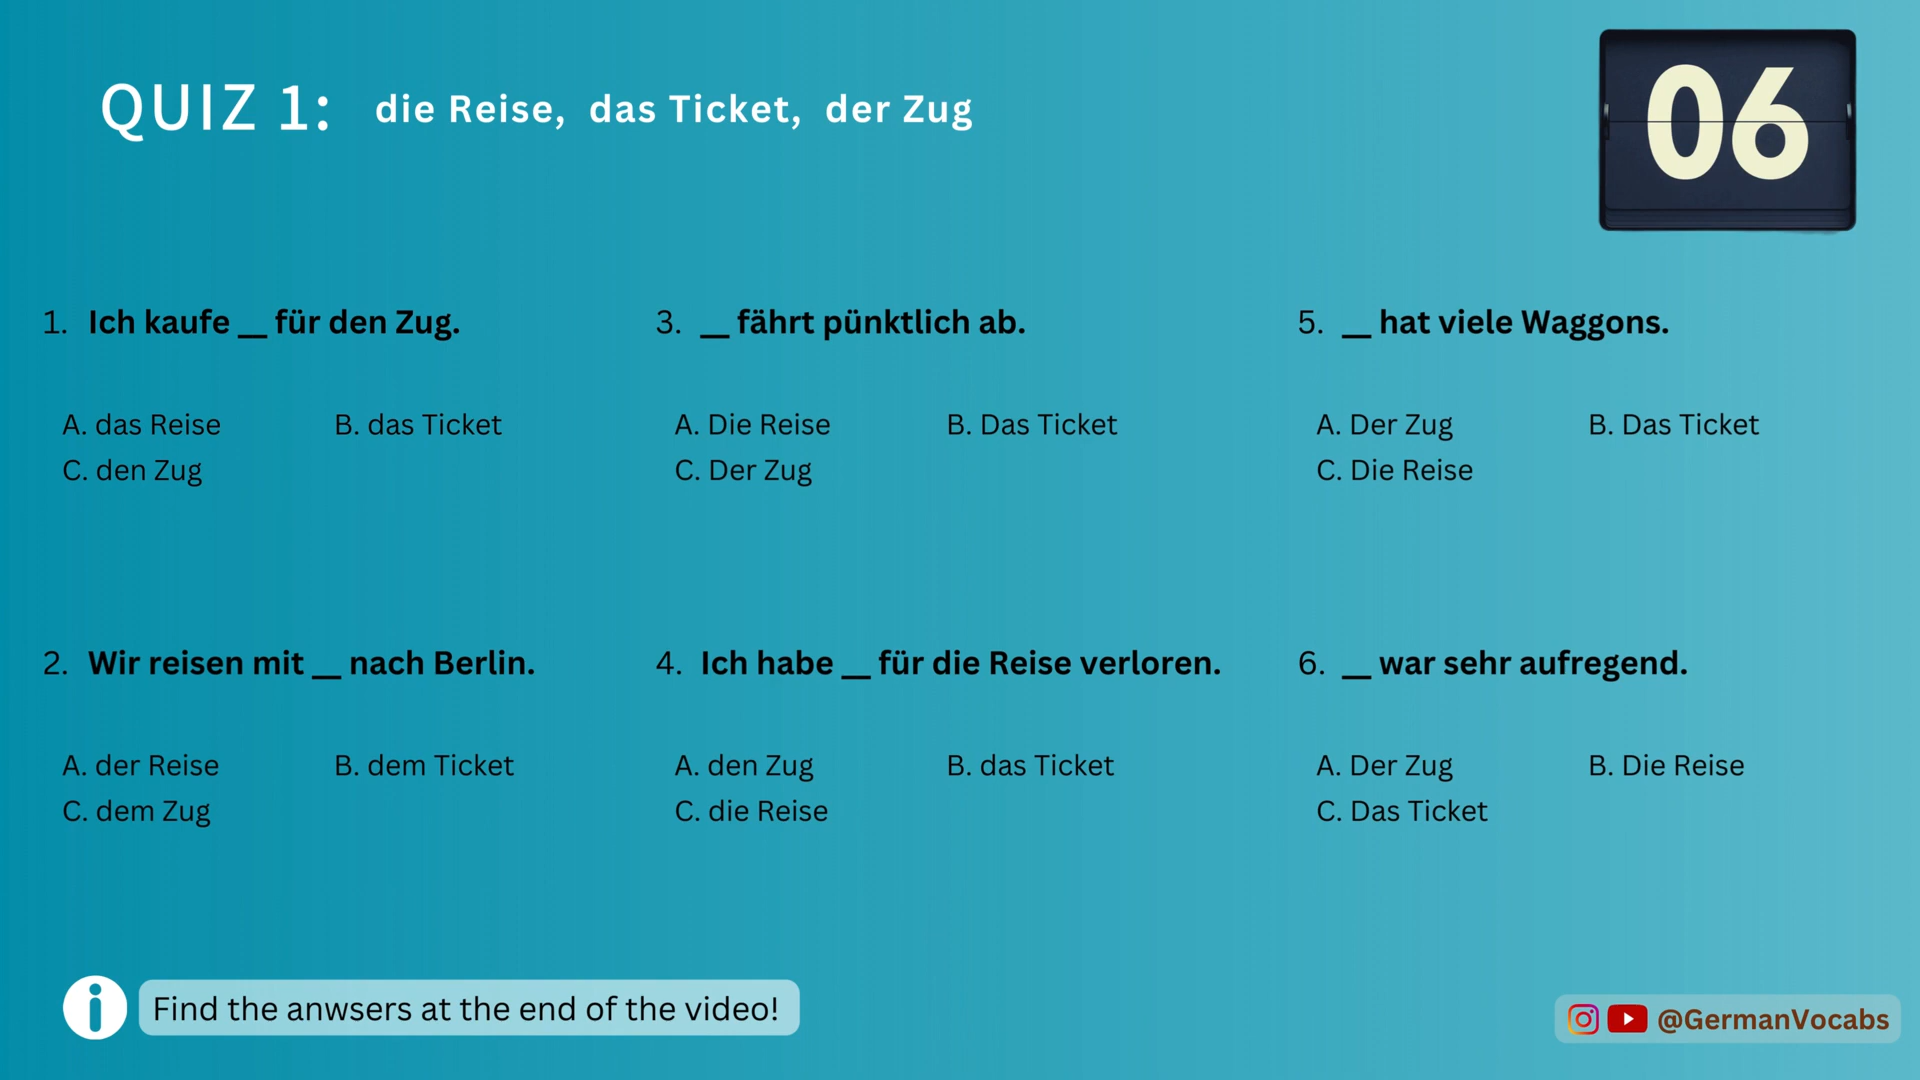 QUIZ 1: die Reise, das Ticket, der Zug
06
1. Ich kaufe __ für den Zug.
A. das Reise B. das Ticket
C. den Zug
2. Wir reisen mit __ nach Berlin.
A. der Reise B. dem Ticket
C. dem Zug
3. __ fährt pünktlich ab.
A. Die Reise B. Das Ticket
C. Der Zug
4. Ich habe __ für die Reise verloren.
A. den Zug B. das Ticket
C. die Reise
5. __ hat viele Waggons.
A. Der Zug B. Das Ticket
C. Die Reise
6. __ war sehr aufregend.
A. Der Zug B. Die Reise
C. Das Ticket
Find the anwsers at the end of the video!
@GermanVocabs